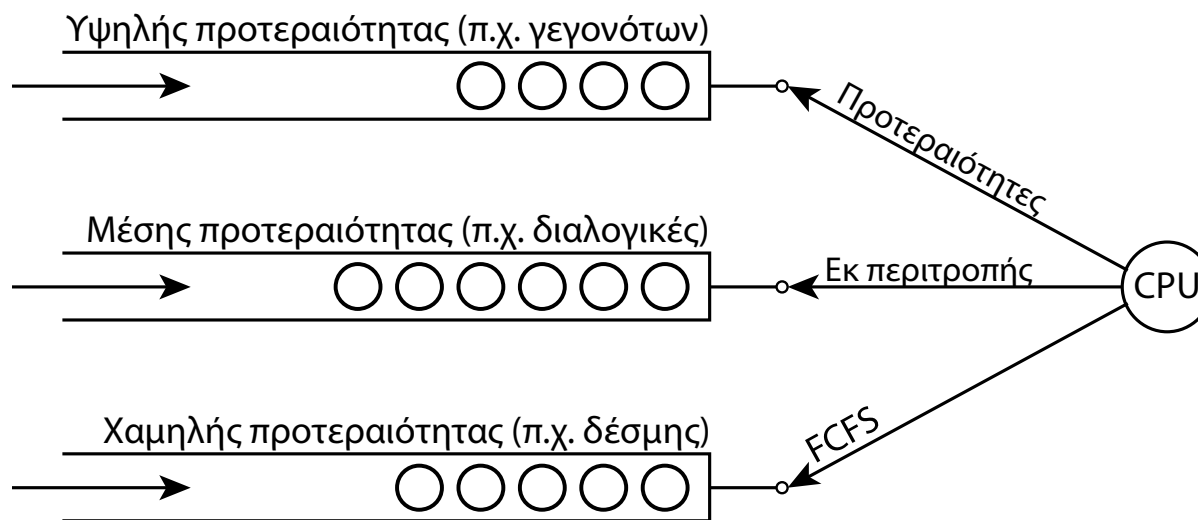 Υψηλής προτεραιότητας (π.χ. γεγονότων)
Προτεραιότητες
Μέσης προτεραιότητας (π.χ. διαλογικές)
Εκ περιτροπής
CPU
Χαμηλής προτεραιότητας (π.χ. δέσμης)
FCFS